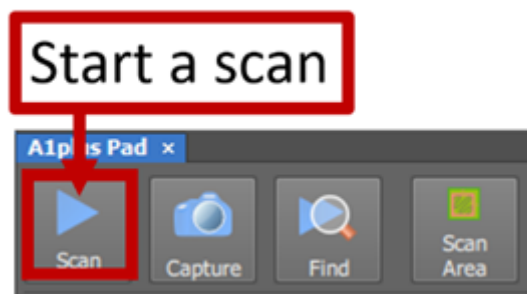 Start a scan
A1plus Pad ×
Scan
Capture
Find
Scan
Area